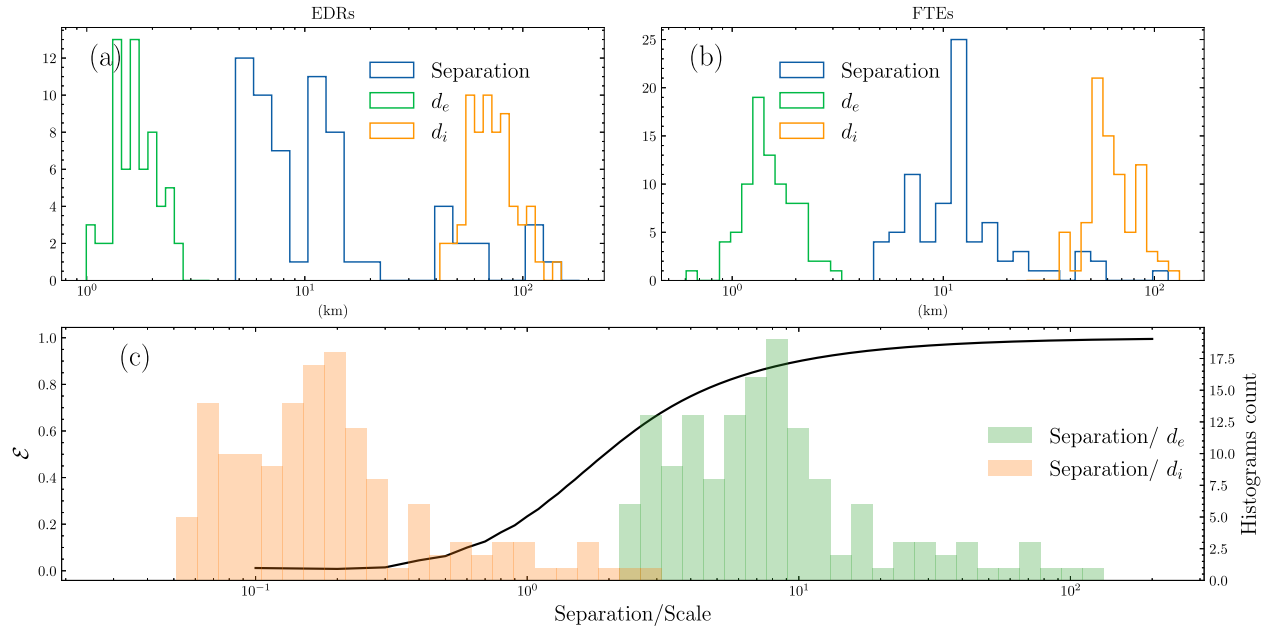 EDRs
FTEs
(a)
Separation
d_e
d_i
0
2
4
6
8
10
12
10^0
10^1
10^2
(km)
(b)
Separation
d_e
d_i
0
5
10
15
20
25
10^0
10^1
10^2
(km)
(c)
ℰ
0.0
0.2
0.4
0.6
0.8
1.0
Separation/ d_e
Separation/ d_i
0.0
2.5
5.0
7.5
10.0
12.5
15.0
17.5
Histograms count
10^−1
10^0
10^1
10^2
Separation/Scale